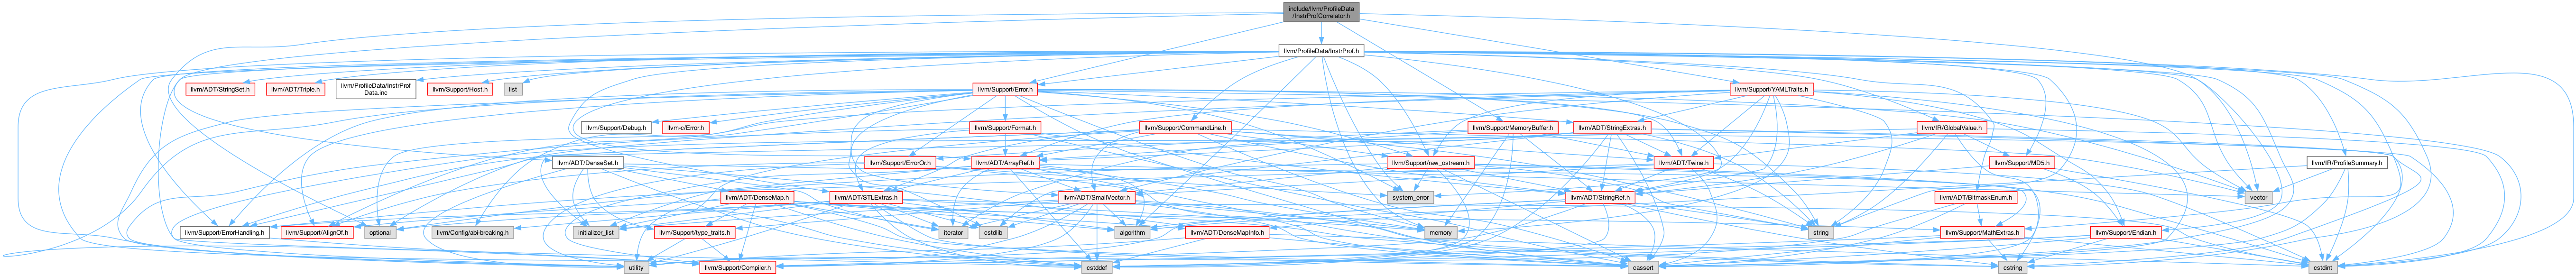 include/llvm/ProfileData
/InstrProfCorrelator.h
llvm/ProfileData/InstrProf.h
llvm/ADT/StringSet.h
llvm/ADT/Triple.h
llvm/ProfileData/InstrProf
Data.inc
llvm/Support/Host.h
list
llvm/Support/Error.h
llvm/Support/YAMLTraits.h
llvm/Support/Debug.h
llvm-c/Error.h
llvm/Support/Format.h
llvm/Support/CommandLine.h
llvm/Support/MemoryBuffer.h
llvm/ADT/StringExtras.h
llvm/IR/GlobalValue.h
llvm/ADT/DenseSet.h
llvm/Support/ErrorOr.h
llvm/ADT/ArrayRef.h
llvm/Support/raw_ostream.h
llvm/ADT/Twine.h
llvm/Support/MD5.h
llvm/IR/ProfileSummary.h
llvm/ADT/DenseMap.h
llvm/ADT/STLExtras.h
llvm/ADT/SmallVector.h
system_error
llvm/ADT/StringRef.h
llvm/ADT/BitmaskEnum.h
vector
llvm/Support/ErrorHandling.h
llvm/Support/AlignOf.h
optional
llvm/Config/abi-breaking.h
initializer_list
llvm/Support/type_traits.h
iterator
cstdlib
algorithm
llvm/ADT/DenseMapInfo.h
memory
string
llvm/Support/MathExtras.h
llvm/Support/Endian.h
utility
llvm/Support/Compiler.h
cstddef
cassert
cstring
cstdint